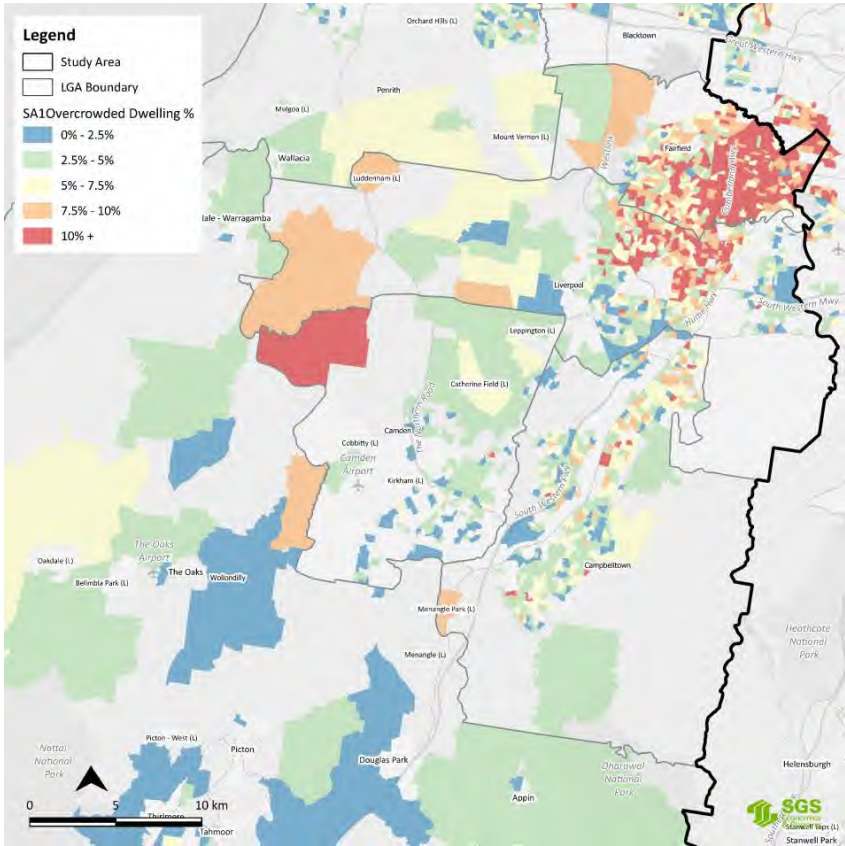 Legend
Study Area
LGA Boundary
SA1Overcrowded Dwelling %
0% - 2.5%
2.5% - 5%
5% - 7.5%
7.5% - 10%
10% +
Orchard Hills (L)
Blacktown
Great Western Hwy
Penrith
Mulgoa (L)
Mount Vernon (L)
Westlink
Wallacia
Fairfield
Cumberland Hwy
Luddenham (L)
dale - Warragamba
Liverpool
South Western Mwy
Hume Hwy
Leppington (L)
Catherine Field (L)
The Northern Road
Camden
Cobbitty (L)
Camden
Airport
Kirkham (L)
South Western Fwy
The Oaks
Airport
Oakdale (L)
The Oaks
Belimbla Park (L)
Wollondilly
Campbelltown
Menangle Park (L)
Heathcote
National
Park
Menangle (L)
Picton - West (L)
Nattai
National
Park
Picton
Douglas Park
Dharawal
National
Park
Helensburgh
0 5 10 km
Appin
Thirlmere
Tahmoor
SGS
Economics
Stanwell Tops (L)
Stanwell Park